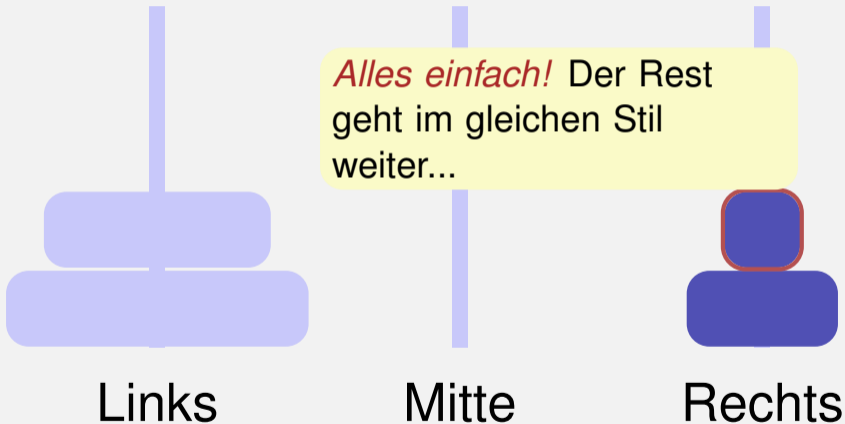 Alles einfach! Der Rest
geht im gleichen Stil
weiter...
Links Mitte Rechts